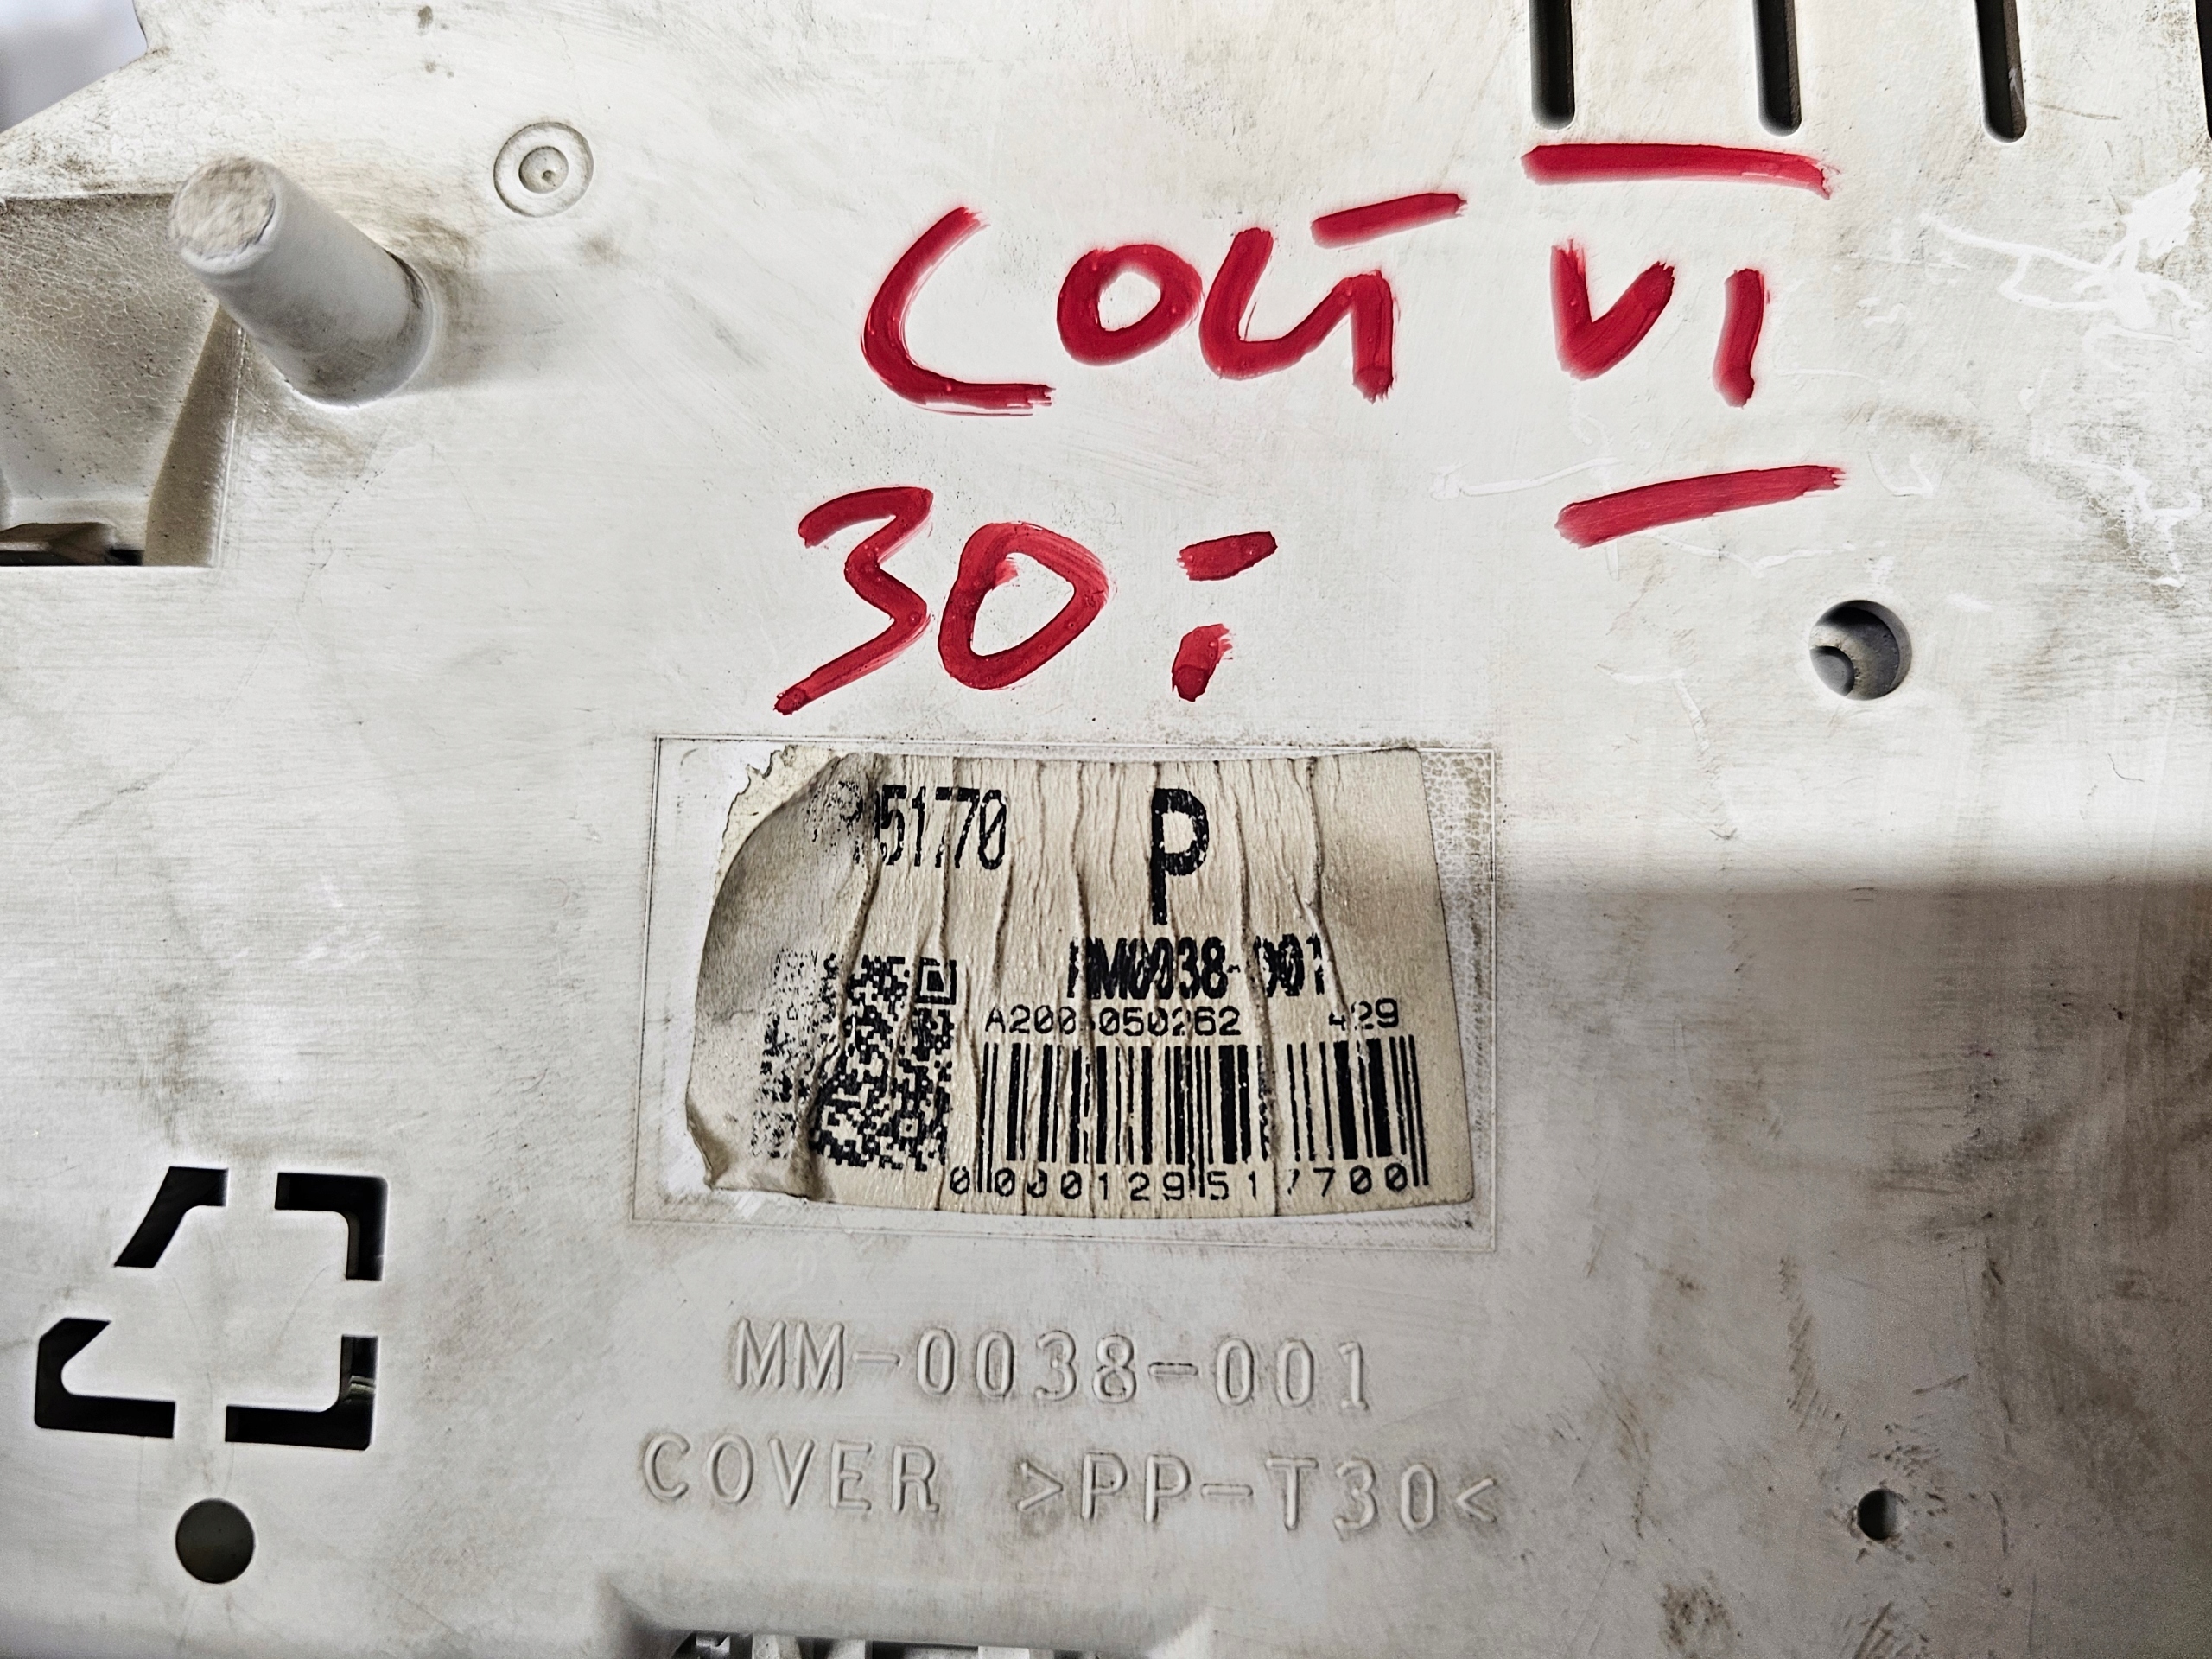 COLT VI
30:-
51770 P
MM0038-001
A200 050262 429
0000129517700
MM-0038-001
COVER >PP-T30<